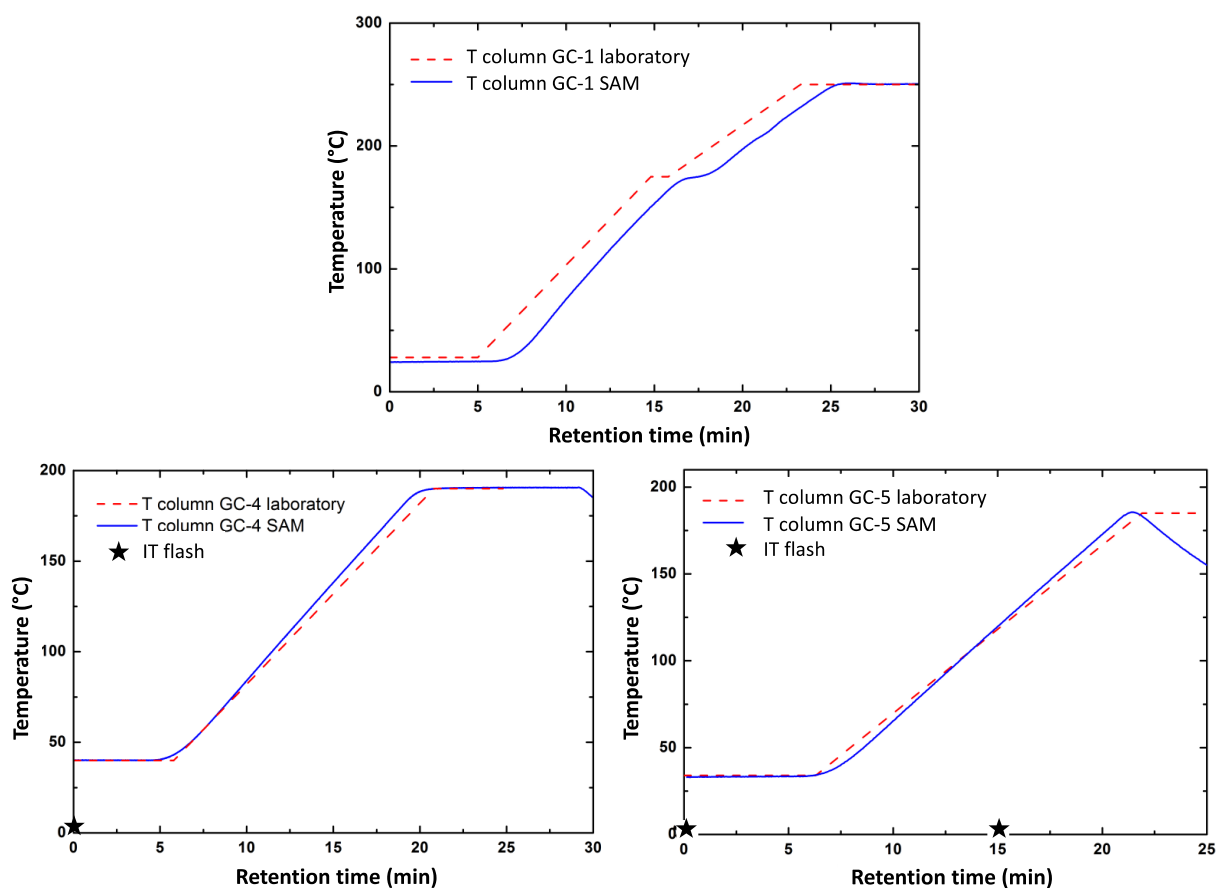 300
200
100
0
Temperature (°C)
T column GC-1 laboratory
T column GC-1 SAM
0 5 10 15 20 25 30
Retention time (min)
200
150
100
50
0
Temperature (°C)
T column GC-4 laboratory
T column GC-4 SAM
IT flash
0 5 10 15 20 25 30
Retention time (min)
200
150
100
50
0
Temperature (°C)
T column GC-5 laboratory
T column GC-5 SAM
IT flash
0 5 10 15 20 25
Retention time (min)